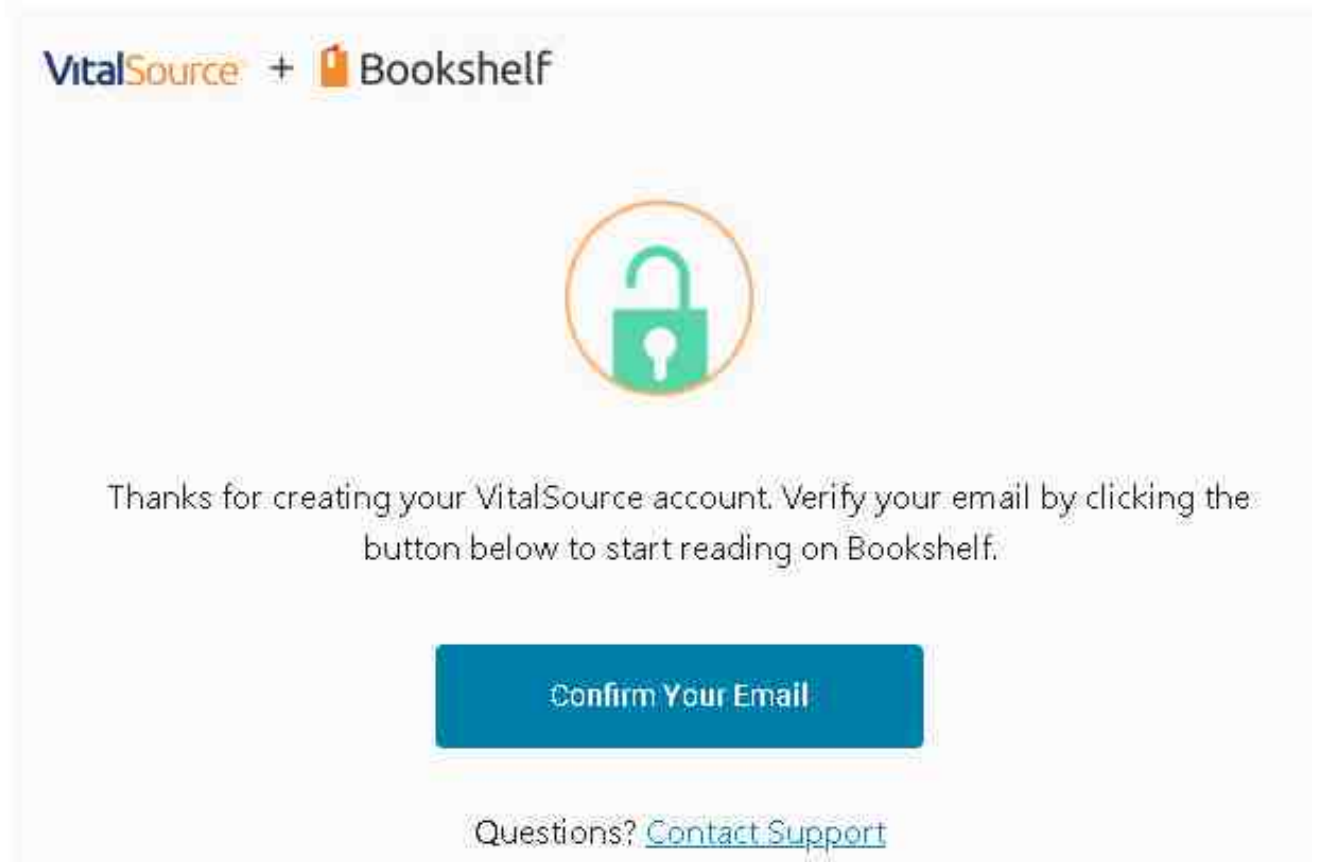 VitalSource + Bookshelf
Thanks for creating your VitalSource account. Verify your email by clicking the
button below to start reading on Bookshelf.
Confirm Your Email
Questions? Contact Support